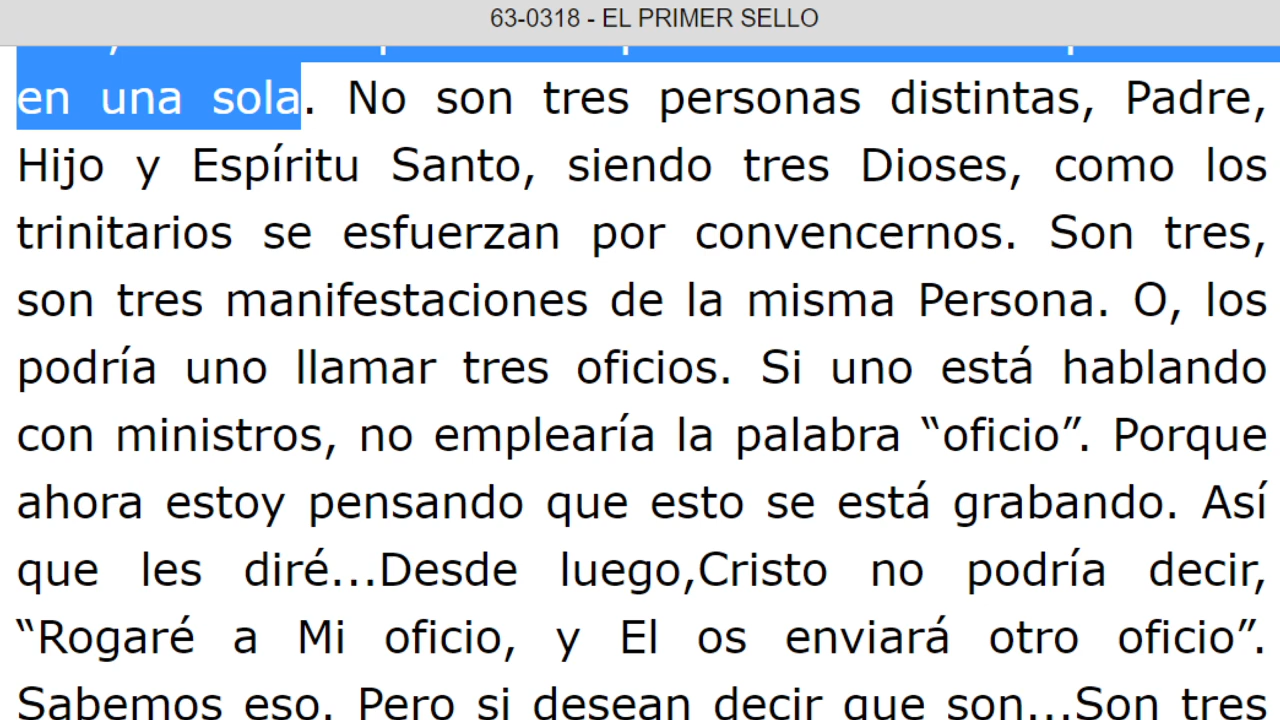 63-0318 - EL PRIMER SELLO
en una sola. No son tres personas distintas, Padre,
Hijo y Espíritu Santo, siendo tres Dioses, como los
trinitarios se esfuerzan por convencernos. Son tres,
son tres manifestaciones de la misma Persona. O, los
podría uno llamar tres oficios. Si uno está hablando
con ministros, no emplearía la palabra “oficio”. Porque
ahora estoy pensando que esto se está grabando. Así
que les diré...Desde luego,Cristo no podría decir,
“Rogaré a Mi oficio, y El os enviará otro oficio”.
Sabemos eso. Pero si desean decir que son...Son tres